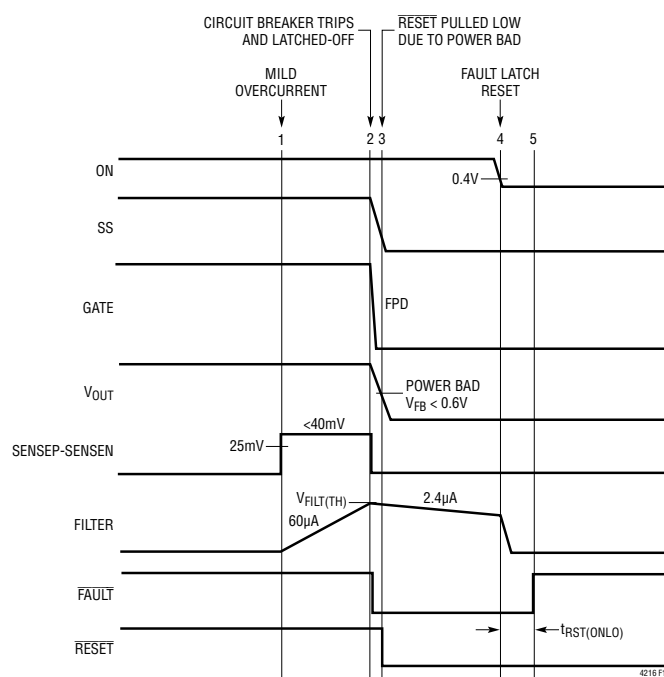 CIRCUIT BREAKER TRIPS
AND LATCHED-OFF
RESET PULLED LOW
DUE TO POWER BAD
MILD
OVERCURRENT
FAULT LATCH
RESET
1
2 3
4
5
ON
0.4V
SS
GATE
FPD
VOUT
POWER BAD
VFB < 0.6V
<40mV
25mV
SENSEP-SENSEN
VFILT(TH)
2.4µA
60µA
FILTER
FAULT
tRST(ONLO)
RESET